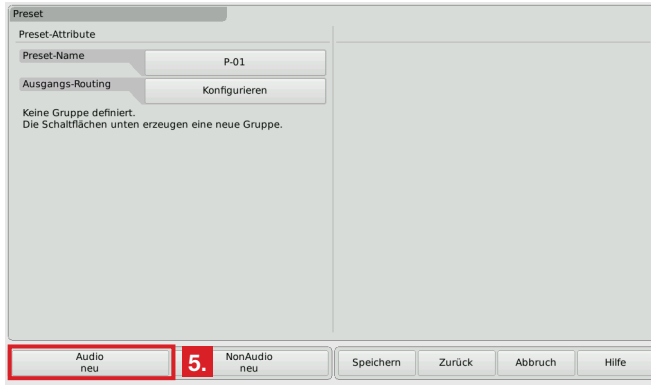 Preset
Preset-Attribute
Preset-Name
P-01
Ausgangs-Routing
Konfigurieren
Keine Gruppe definiert.
Die Schaltflächen unten erzeugen eine neue Gruppe.
Audio
neu
5.
NonAudio
neu
Speichern
Zurück
Abbruch
Hilfe